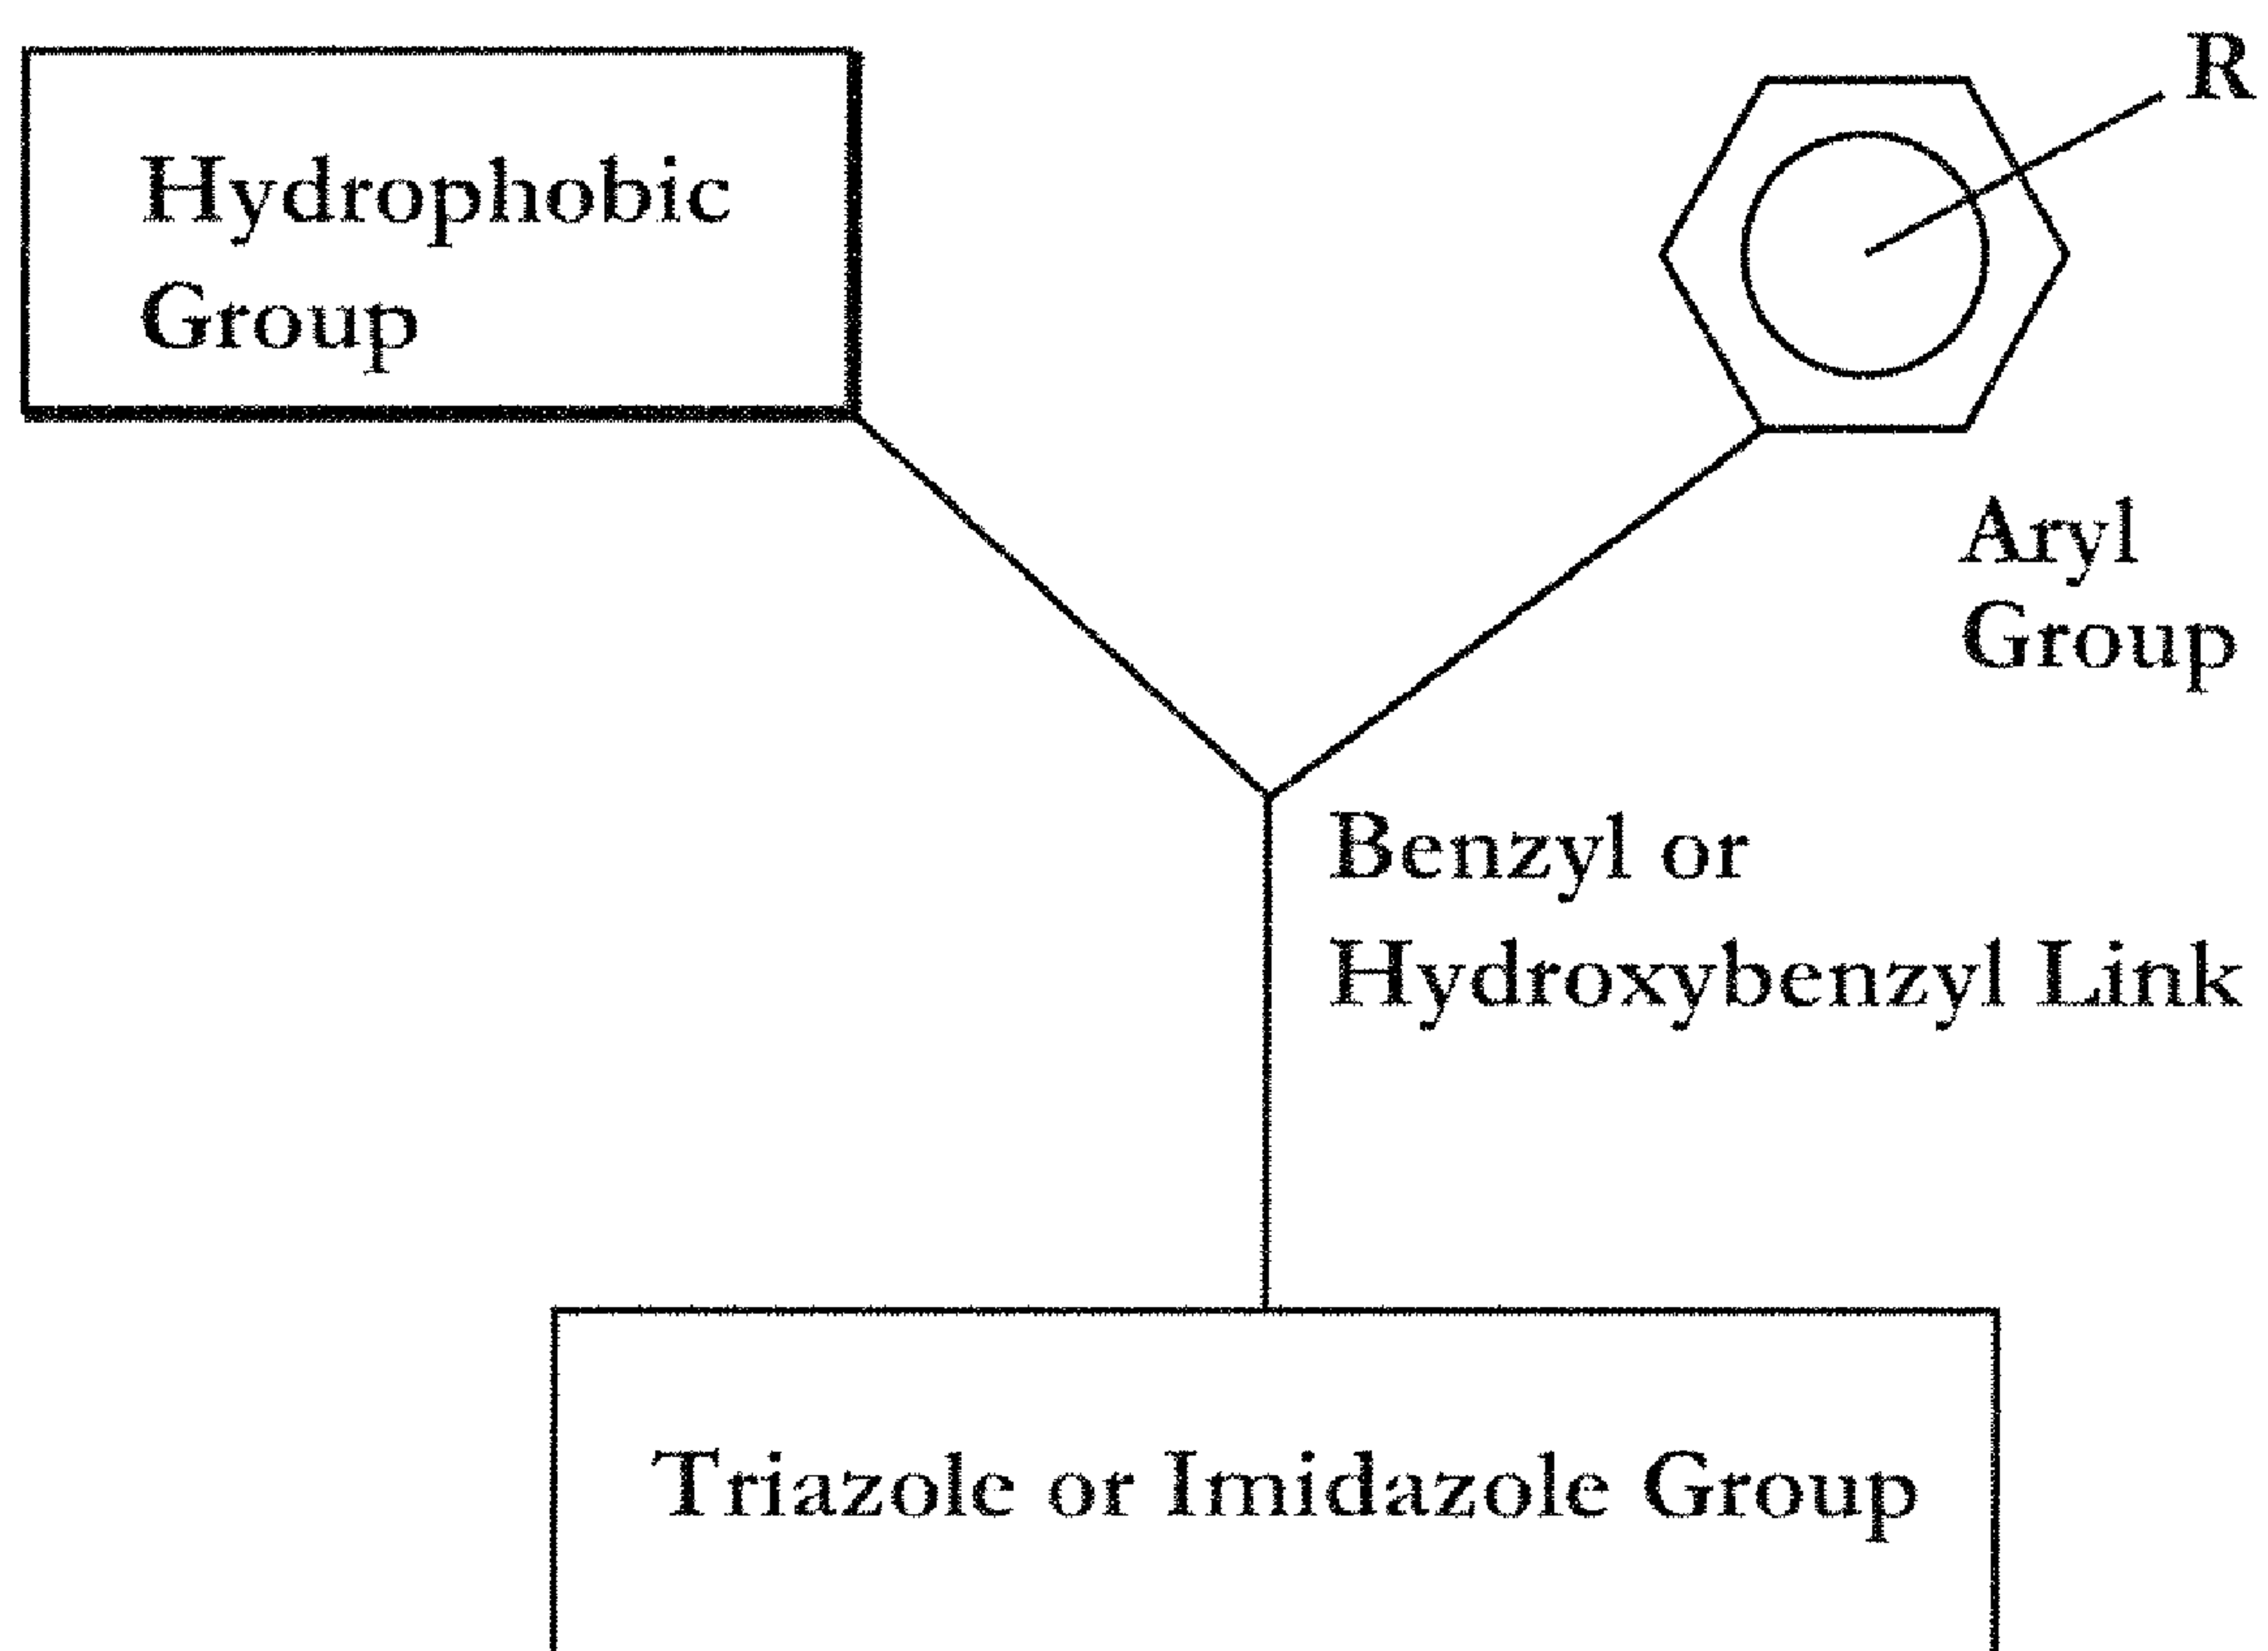 R
Hydrophobic
Group
Aryl
Group
Benzyl or
Hydroxybenzyl Link
Triazole or Imidazole Group